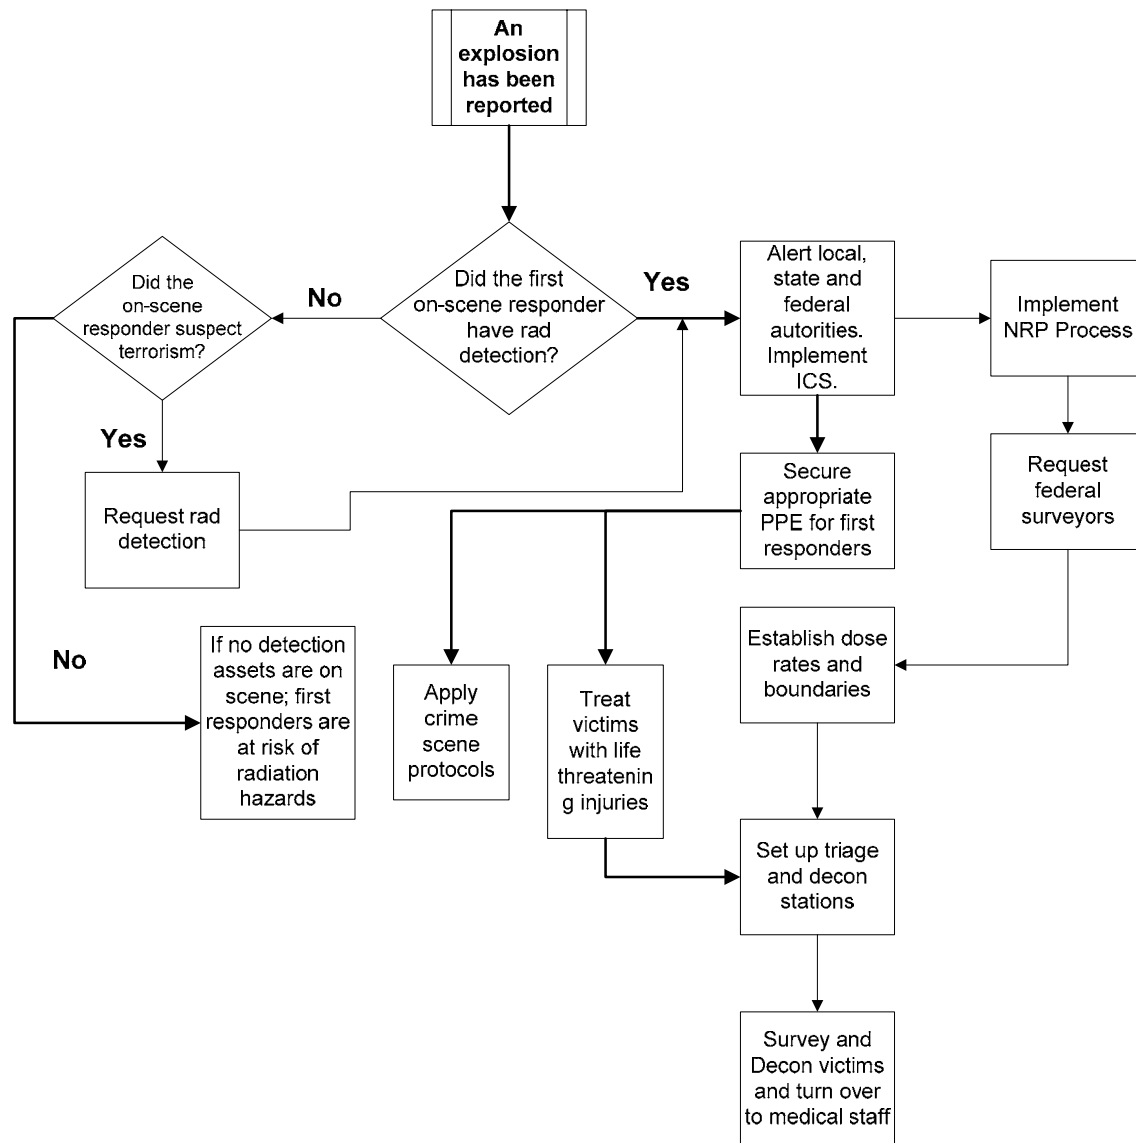 An
explosion
has been
reported
Did the
on-scene
responder suspect
terrorism?
No
Did the first
on-scene responder
have rad
detection?
Yes
Alert local,
state and
federal
autorities.
Implement
ICS.
Implement
NRP Process
Yes
Request rad
detection
Secure
appropriate
PPE for first
responders
Request
federal
surveyors
No
If no detection
assets are on
scene; first
responders are
at risk of
radiation
hazards
Apply
crime
scene
protocols
Treat
victims
with life
threatenin
g injuries
Establish dose
rates and
boundaries
Set up triage
and decon
stations
Survey and
Decon victims
and turn over
to medical staff